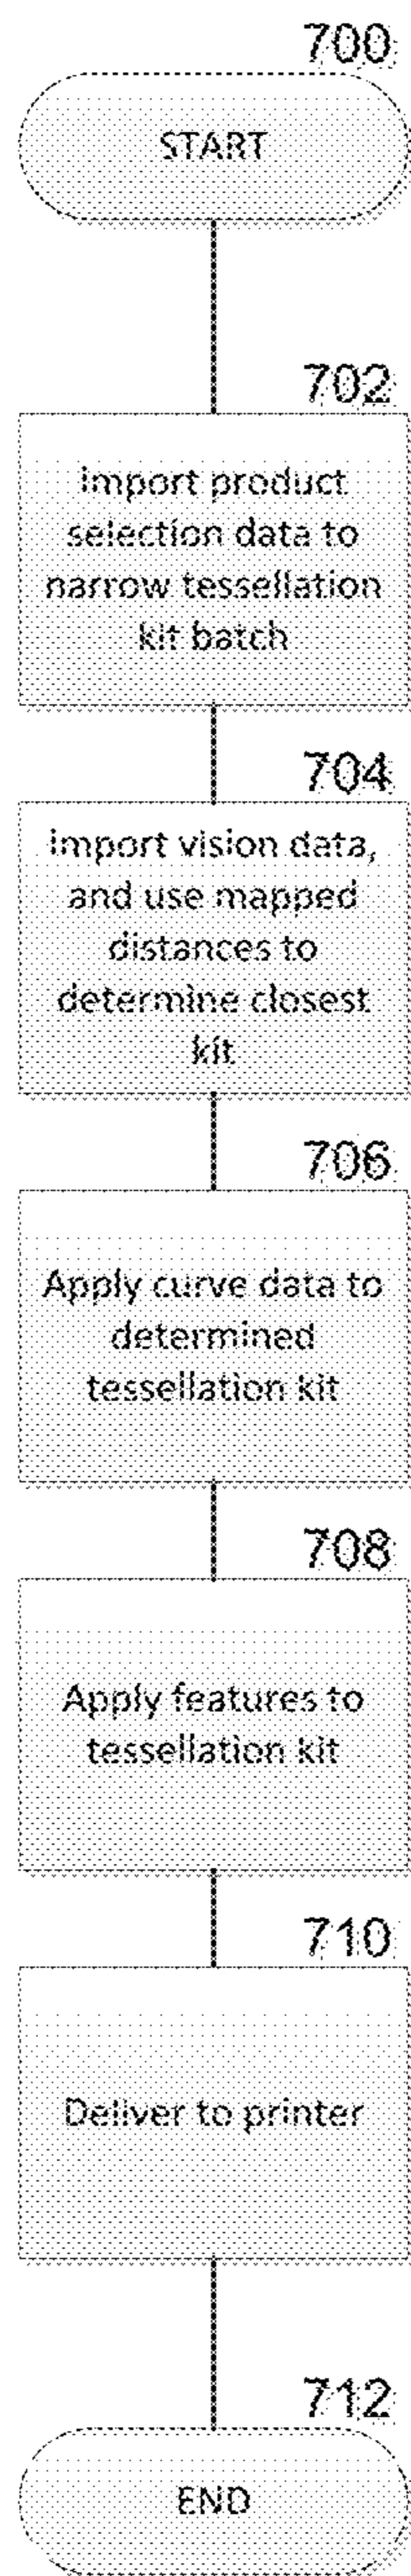 700
START
702
Import product
selection data to
narrow tessellation
kit batch
704
Import vision data,
and use mapped
distances to
determine closest
kit
706
Apply curve data to
determined
tessellation kit
708
Apply features to
tessellation kit
710
Deliver to printer
712
END